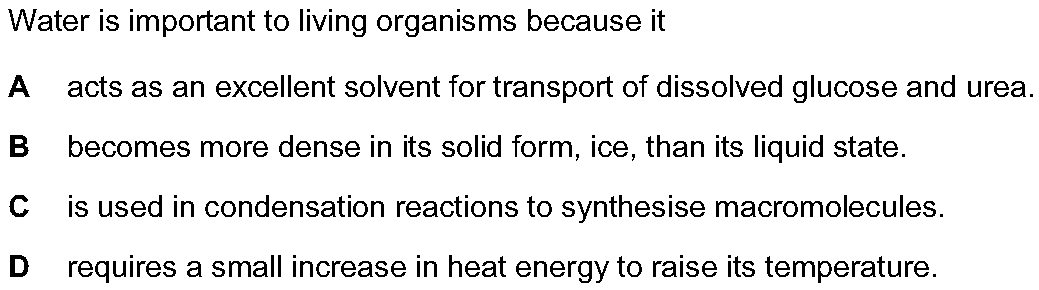 Water is important to living organisms because it
A acts as an excellent solvent for transport of dissolved glucose and urea.
B becomes more dense in its solid form, ice, than its liquid state.
C is used in condensation reactions to synthesise macromolecules.
D requires a small increase in heat energy to raise its temperature.